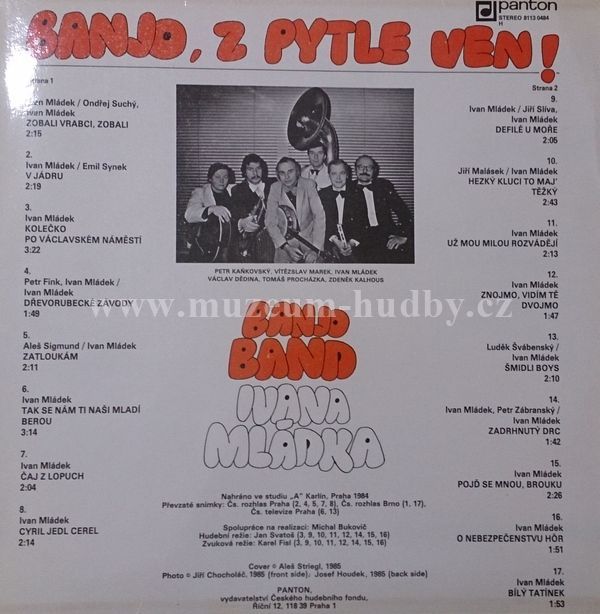 BANJO, Z PYTLE VEN!
panton
STEREO 8113 0484
H
Strana 1
Ivan Mládek / Ondřej Suchý,
Ivan Mládek
ZOBALI VRABCI, ZOBALI
2:15
2.
Ivan Mládek / Emil Synek
V JÁDRU
2:19
3.
Ivan Mládek
KOLEČKO
PO VÁCLAVSKÉM NÁMĚSTÍ
3:22
4.
Petr Fink, Ivan Mládek /
Ivan Mládek
DŘEVORUBECKÉ ZÁVODY
1:49
5.
Aleš Sigmund / Ivan Mládek
ZATLOUKÁM
2:11
6.
Ivan Mládek
TAK SE NÁM TI NAŠI MLADÍ
BEROU
3:14
7.
Ivan Mládek
ČAJ Z LOPUCH
2:04
8.
Ivan Mládek
CYRIL JEDL CEREL
2:14
PETR KAŇKOVSKÝ, VÍTĚZSLAV MAREK, IVAN MLÁDEK
VÁCLAV DĚDINA, TOMÁŠ PROCHÁZKA, ZDENĚK KALHOUS
www.muzeum-hudby.cz
BANJO
BAND
IVANA
MLÁDKA
Nahráno ve studiu „A" Karlín, Praha 1984
Převzaté snímky: Čs. rozhlas Praha (2, 4, 5, 7, 8), Čs. rozhlas Brno (1, 17),
Čs. televize Praha (6, 13)
Spolupráce na realizaci: Michal Bukovič
Hudební režie: Jan Svatoš (3, 9, 10, 11, 12, 14, 15, 16)
Zvuková režie: Karel Fisl (3, 9, 10, 11, 12, 14, 15, 16)
Cover © Aleš Striegl, 1985
Photo © Jiří Chocholáč, 1985 (front side). Josef Houdek, 1985 (back side)
PANTON,
vydavatelství Českého hudebního fondu,
Říční 12, 118 39 Praha 1
Strana 2
9.
Ivan Mládek / Jiří Slíva,
Ivan Mládek
DEFILÉ U MOŘE
2:05
10.
Jiří Malásek / Ivan Mládek
HEZKÝ KLUCI TO MAJ'
TĚŽKÝ
2:43
11.
Ivan Mládek
UŽ MOU MILOU ROZVÁDĚJÍ
2:13
12.
Ivan Mládek
ZNOJMO, VIDÍM TĚ
DVOJMO
1:47
13.
Luděk Švábenský /
ŠMIDLI BOYS
2:10
14.
Ivan Mládek, Petr Zábranský /
Ivan Mládek
ZADRHNUTÝ DRC
1:42
15.
Ivan Mládek
POJĎ SE MNOU, BROUKU
2:26
16.
Ivan Mládek
O NEBEZPEČENSTVU HÔR
1:51
17.
Ivan Mládek
BÍLÝ TATÍNEK
1:53